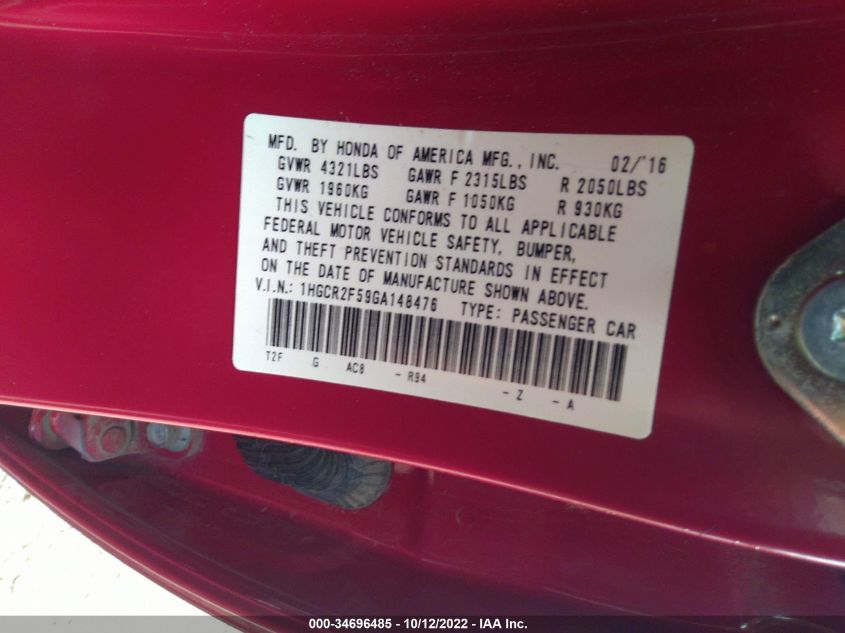 MFD. BY HONDA OF AMERICA MFG., INC. 02/'16
GVWR 4321LBS GAWR F 2315LBS R 2050LBS
GVWR 1960KG GAWR F 1050KG R 930KG
THIS VEHICLE CONFORMS TO ALL APPLICABLE
FEDERAL MOTOR VEHICLE SAFETY, BUMPER,
AND THEFT PREVENTION STANDARDS IN EFFECT
ON THE DATE OF MANUFACTURE SHOWN ABOVE.
V.I.N.: 1HGCR2F59GA148476 TYPE: PASSENGER CAR
T2F G AC8 - R94 - Z - A
000-34696485 - 10/12/2022 - IAA Inc.